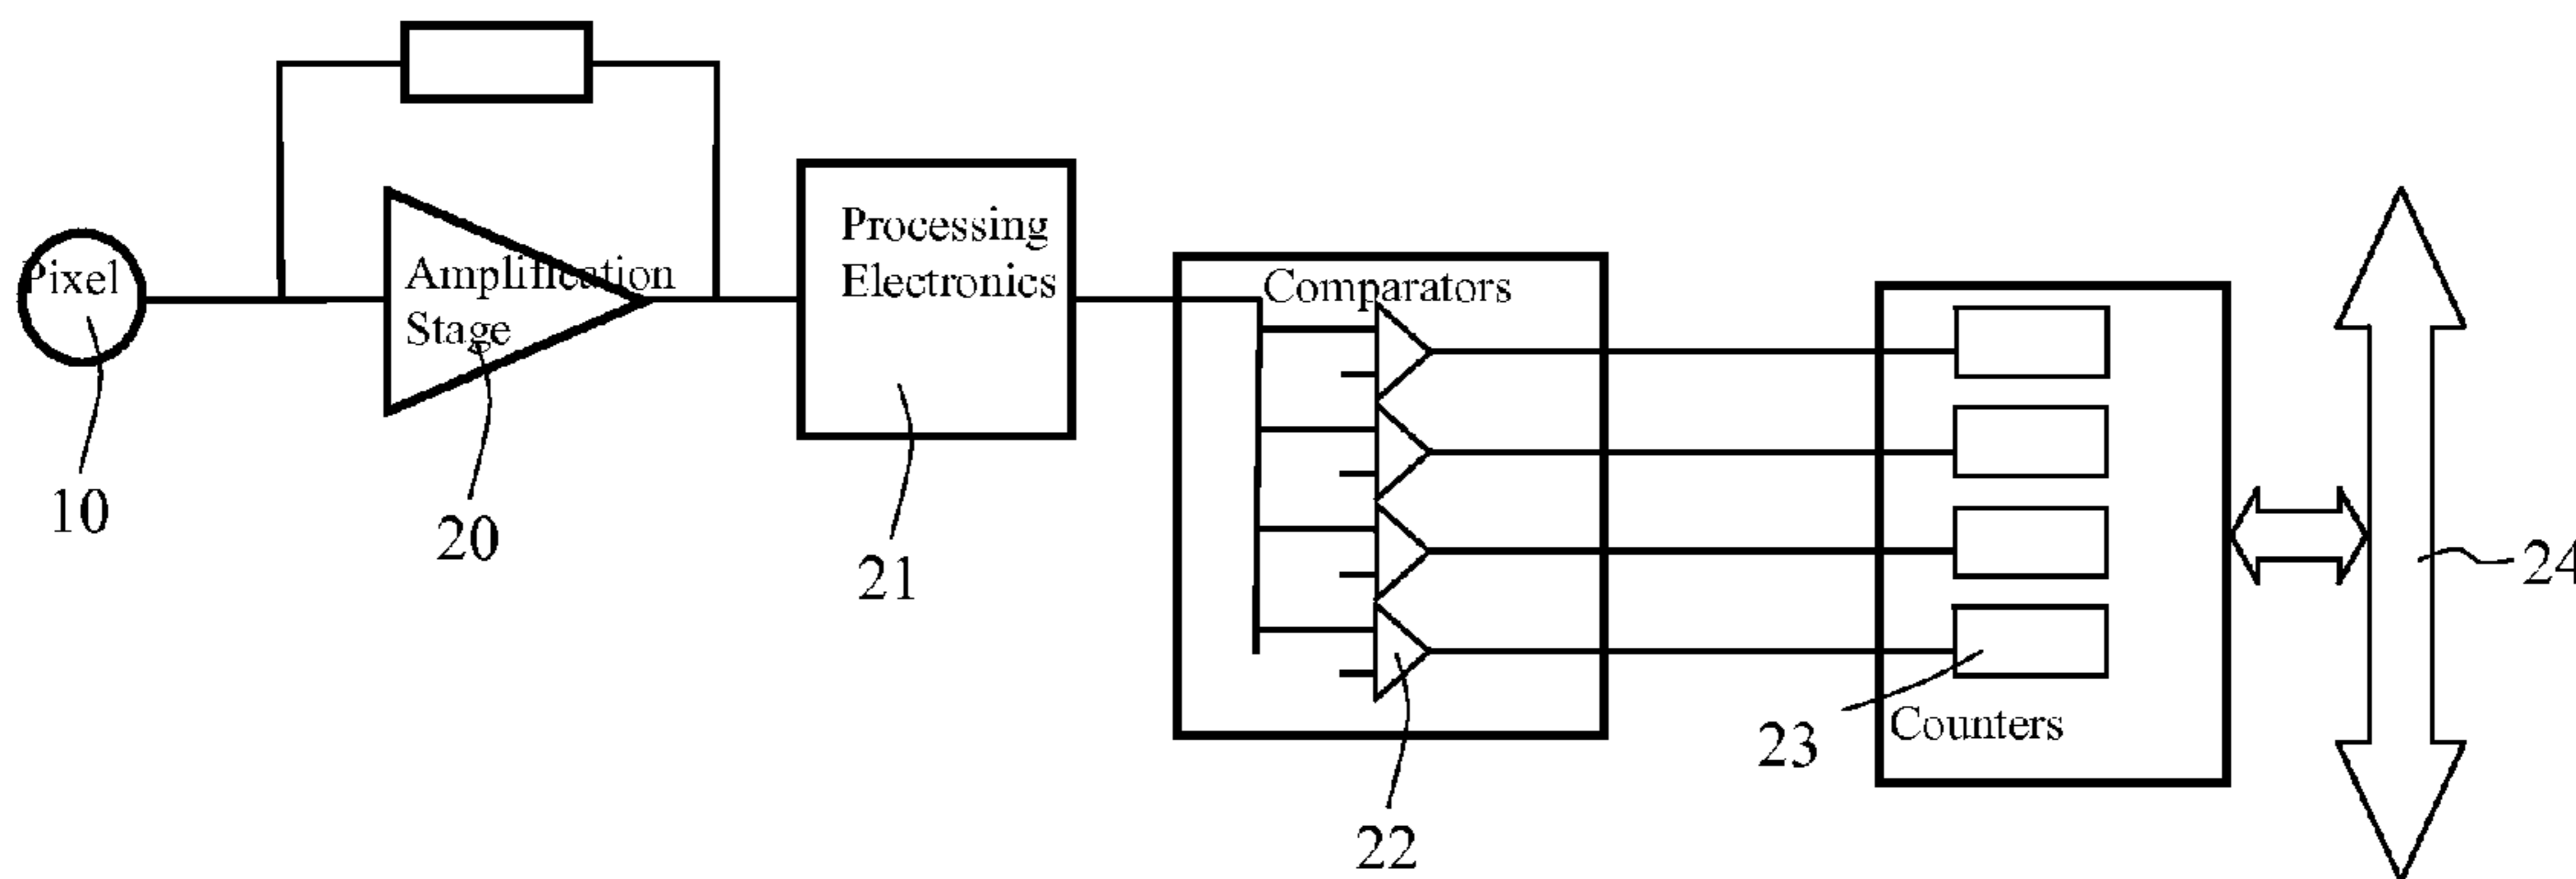 Pixel
Amplification
Stage
Processing
Electronics
Comparators
Counters
10
20
21
22
23
24